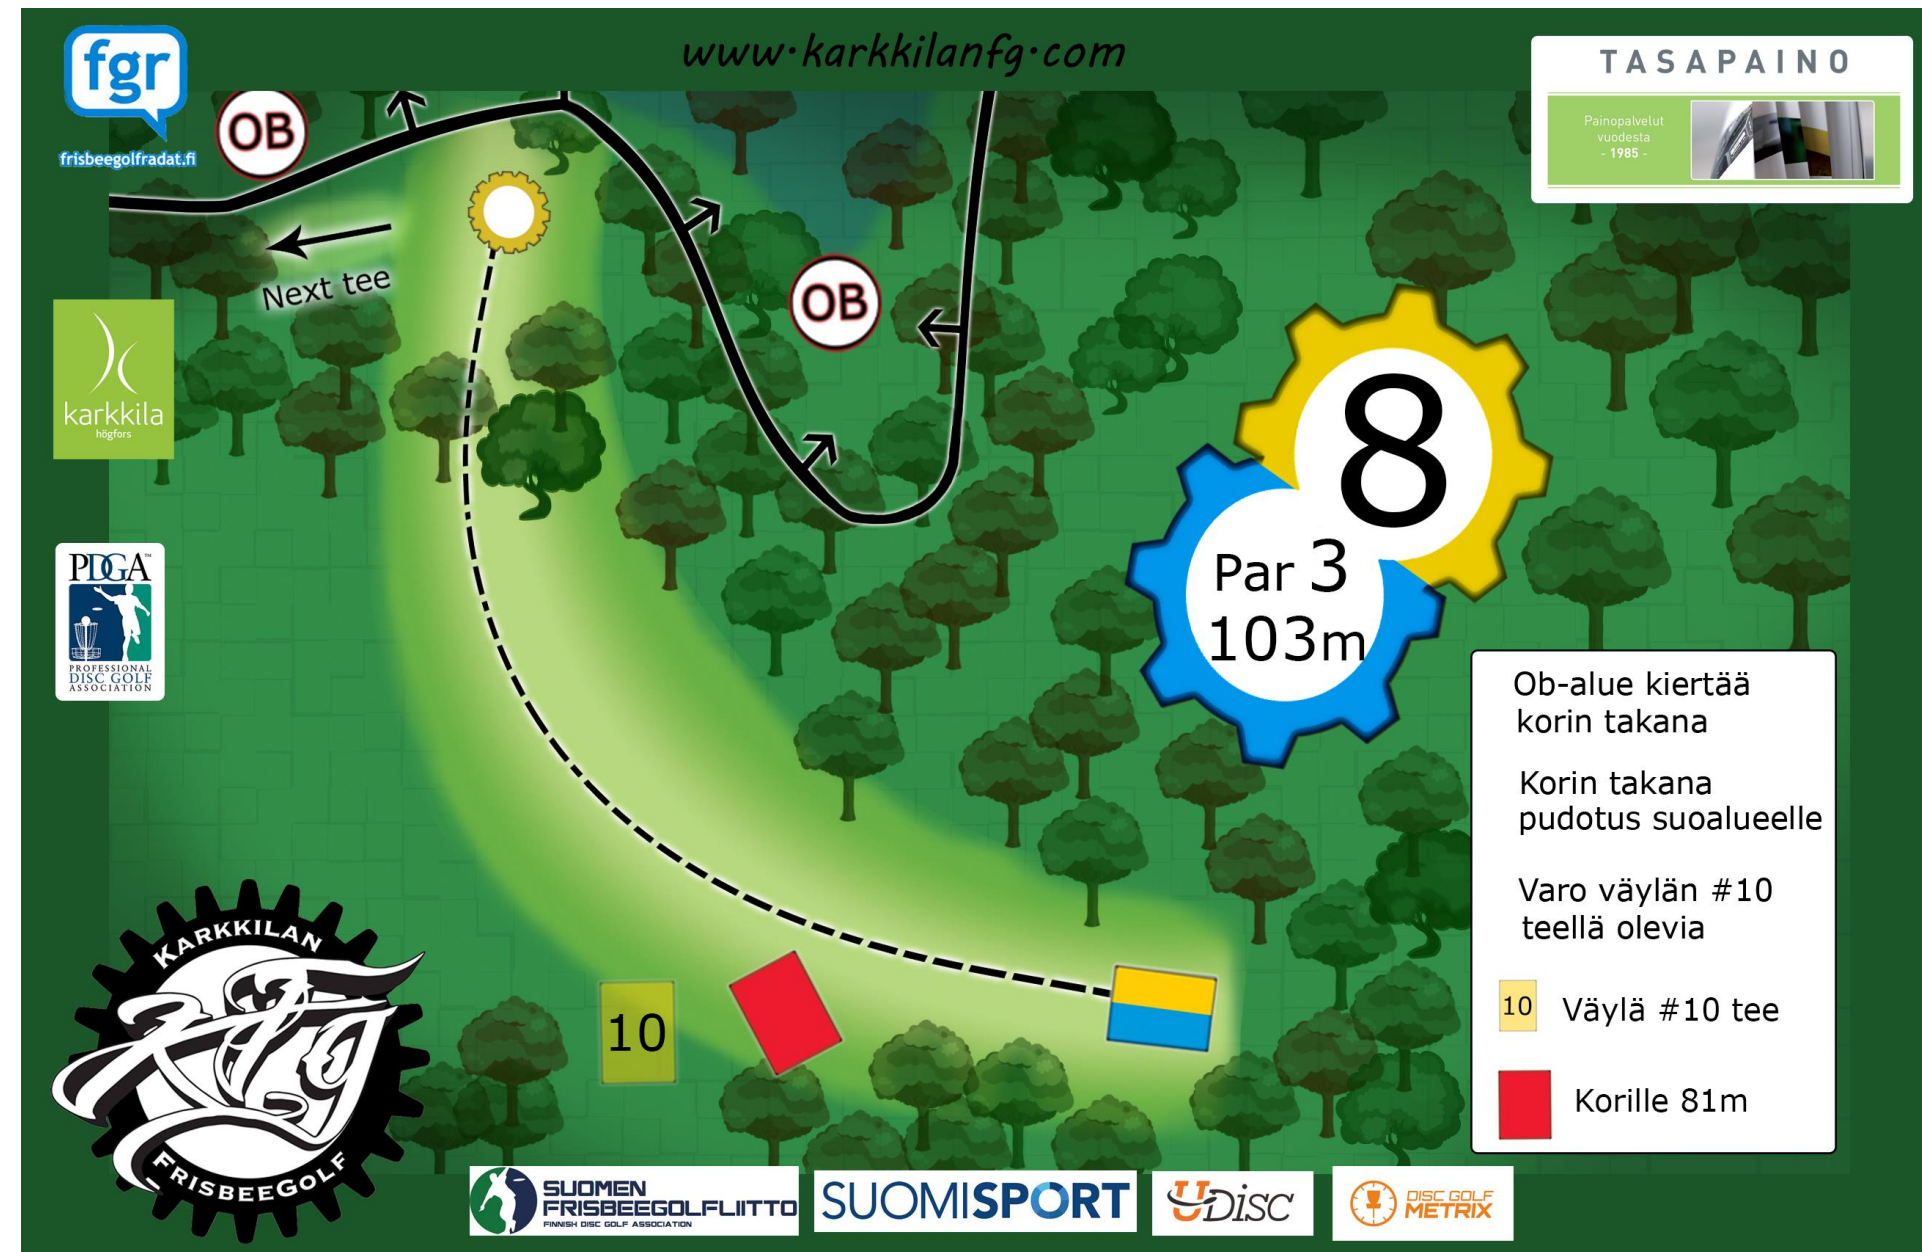 fgr
frisbeegolfradat.fi
www.karkkilanfg.com
TASAPAINO
Painopalvelut
vuodesta
- 1985 -
OB
Next tee
OB
karkkila
högfors
8
Par 3
103m
PDGA™
PROFESSIONAL
DISC GOLF
ASSOCIATION
Ob-alue kiertää
korin takana
Korin takana
pudotus suoalueelle
Varo väylän #10
teellä olevia
10 Väylä #10 tee
Korille 81m
10
KARKKILAN
KFg
FRISBEEGOLF
SUOMEN
FRISBEEGOLFLIITTO
FINNISH DISC GOLF ASSOCIATION
SUOMISPORT
UDisc
DISC GOLF
METRIX